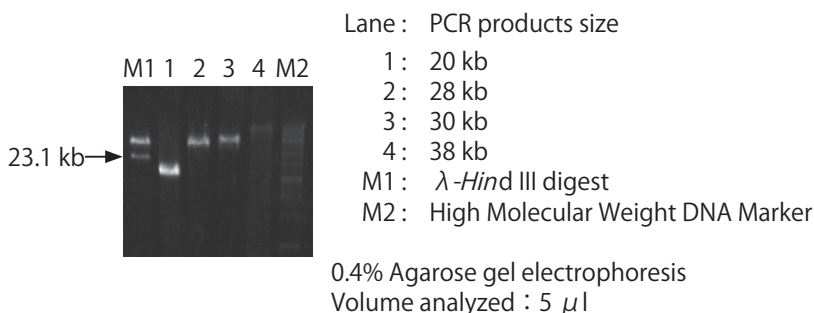 Lane : PCR products size
M1 1 2 3 4 M2
1 : 20 kb
2 : 28 kb
3 : 30 kb
4 : 38 kb
M1 : λ-Hind III digest
M2 : High Molecular Weight DNA Marker
23.1 kb
0.4% Agarose gel electrophoresis
Volume analyzed : 5 μl